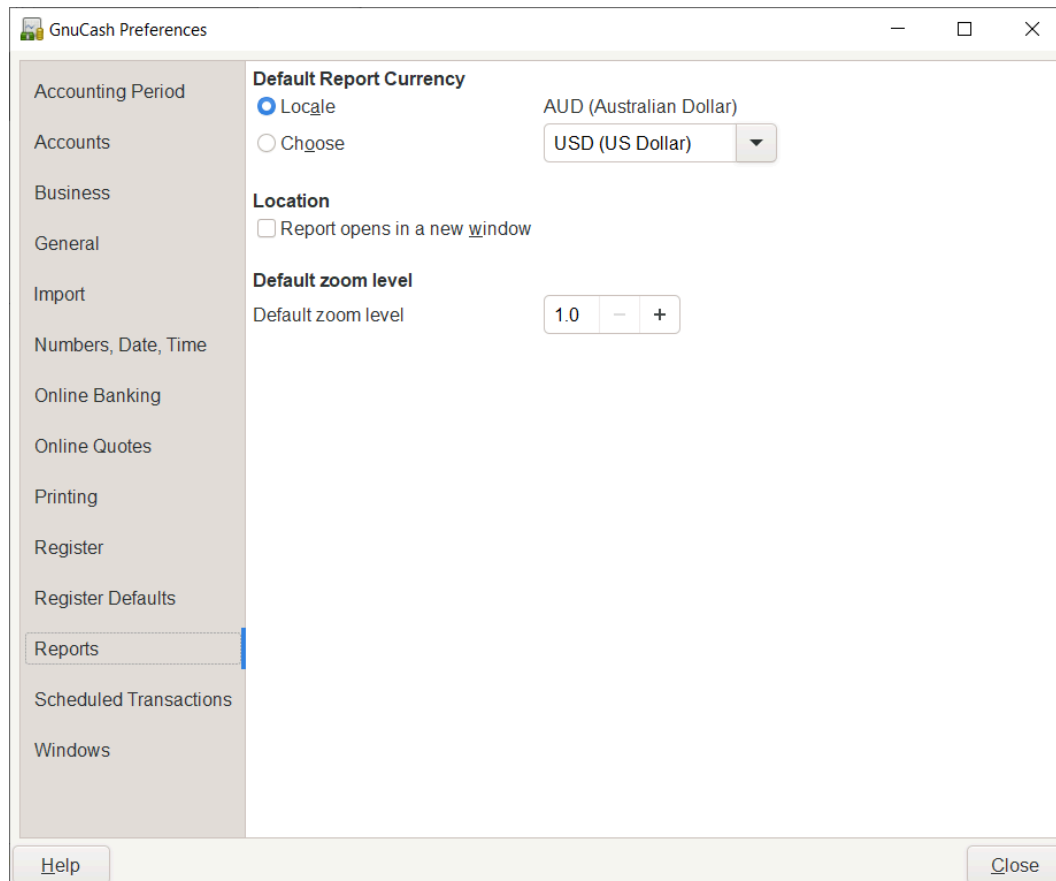 GnuCash Preferences
Accounting Period
Accounts
Business
General
Import
Numbers, Date, Time
Online Banking
Online Quotes
Printing
Register
Register Defaults
Reports
Scheduled Transactions
Windows
Default Report Currency
Locale AUD (Australian Dollar)
Choose USD (US Dollar)
Location
Report opens in a new window
Default zoom level
Default zoom level 1.0 − +
Help Close